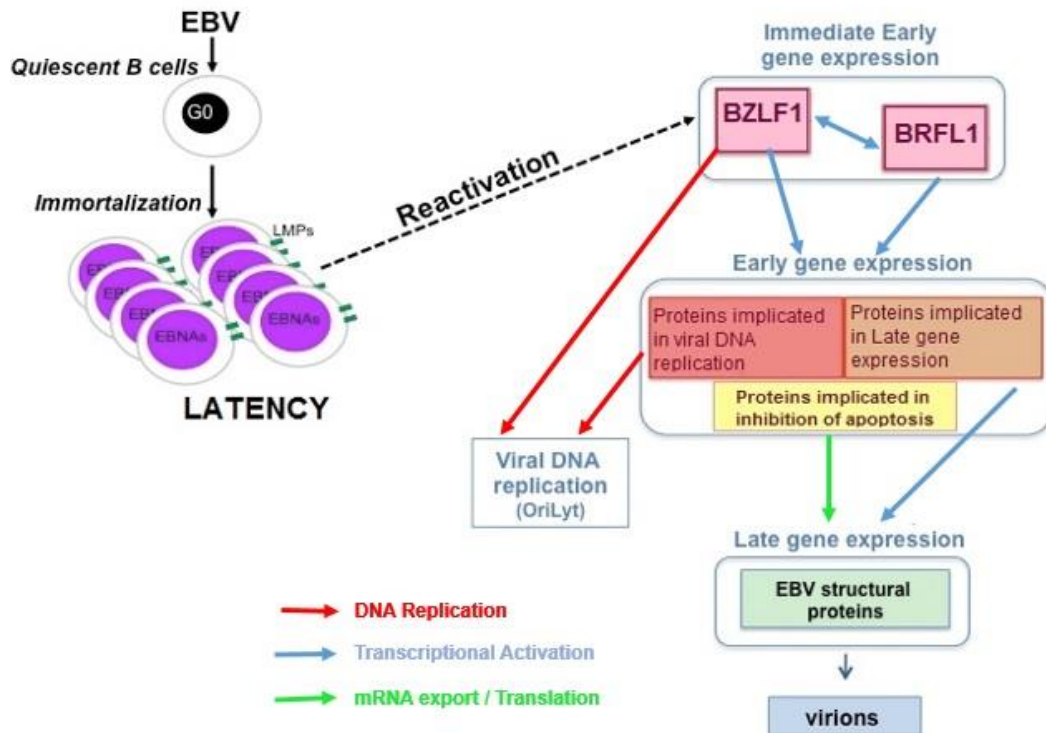 EBV
Quiescent B cells
G0
Immortalization
LMPs
EBNAs
EBNAs
LATENCY
Reactivation
Immediate Early
gene expression
BZLF1
BRFL1
Early gene expression
Proteins implicated
in viral DNA
replication
Proteins implicated
in Late gene
expression
Proteins implicated in
inhibition of apoptosis
Viral DNA
replication
(OriLyt)
Late gene expression
EBV structural
proteins
virions
DNA Replication
Transcriptional Activation
mRNA export / Translation